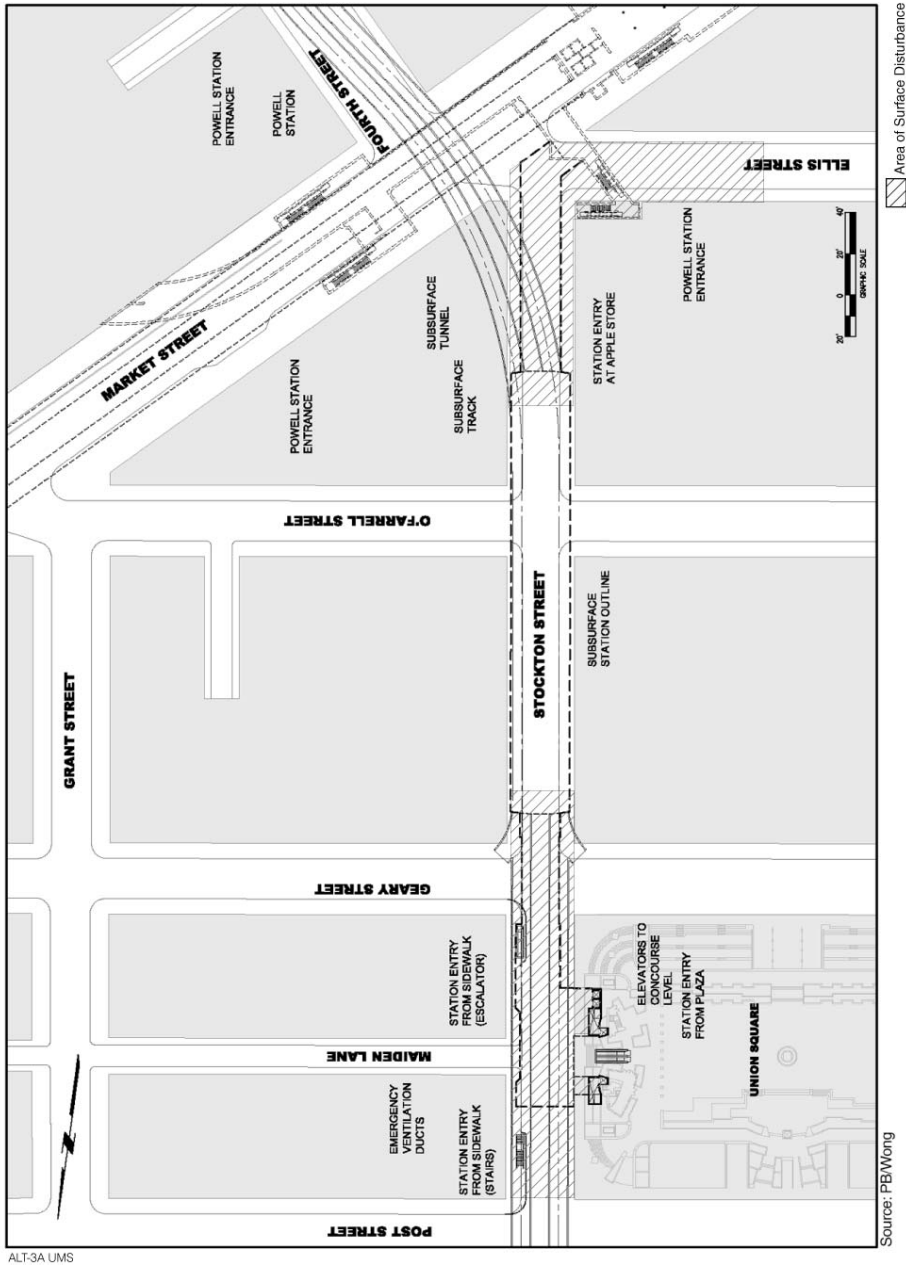 POWELL STATION
ENTRANCE
POWELL
STATION
FOURTH STREET
MARKET STREET
POWELL STATION
ENTRANCE
SUBSURFACE
TUNNEL
SUBSURFACE
TRACK
ELLIS STREET
POWELL STATION
ENTRANCE
STATION ENTRY
AT APPLE STORE
20' 0 20' 40'
GRAPHIC SCALE
O'FARRELL STREET
GRANT STREET
STOCKTON STREET
SUBSURFACE
STATION OUTLINE
GEARY STREET
STATION ENTRY
FROM SIDEWALK
(ESCALATOR)
MAIDEN LANE
ELEVATORS TO
CONCOURSE
LEVEL
STATION ENTRY
FROM PLAZA
UNION SQUARE
EMERGENCY
VENTILATION
DUCTS
STATION ENTRY
FROM SIDEWALK
(STAIRS)
POST STREET
Area of Surface Disturbance
Source: PB/Wong
ALT-3A UMS